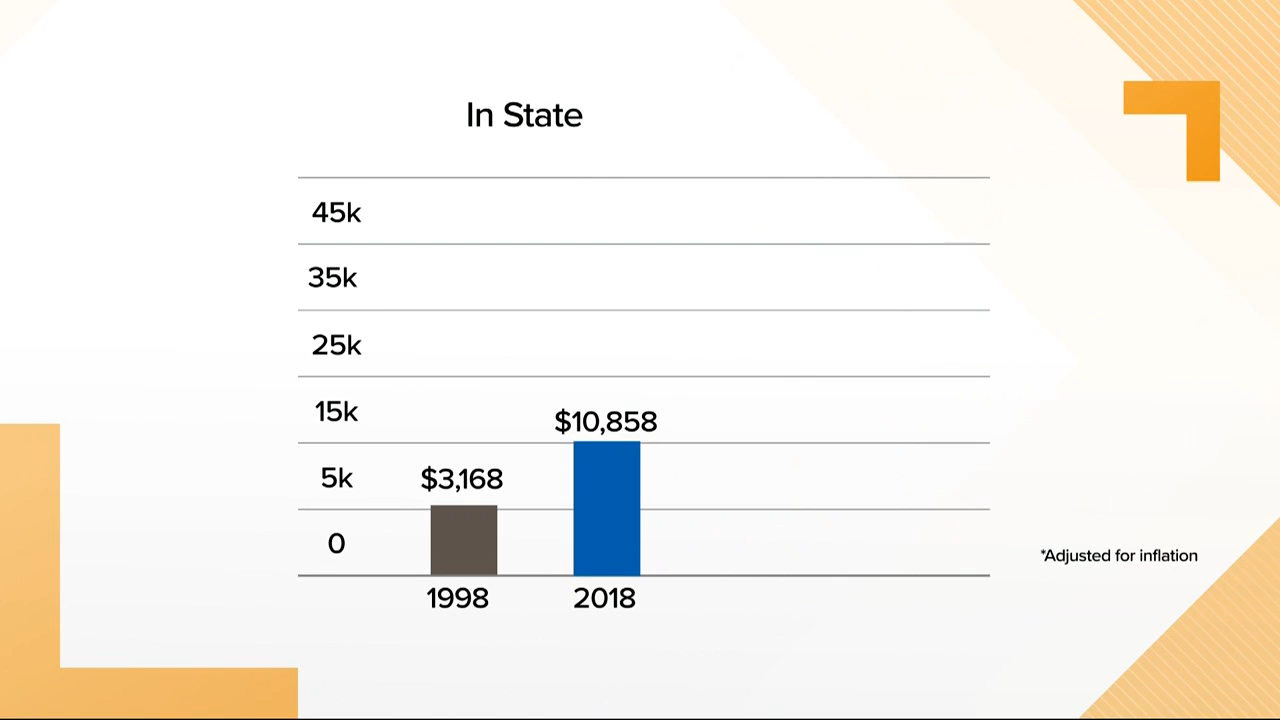 In State
45k
35k
25k
15k
$10,858
5k
$3,168
0
*Adjusted for inflation
1998
2018